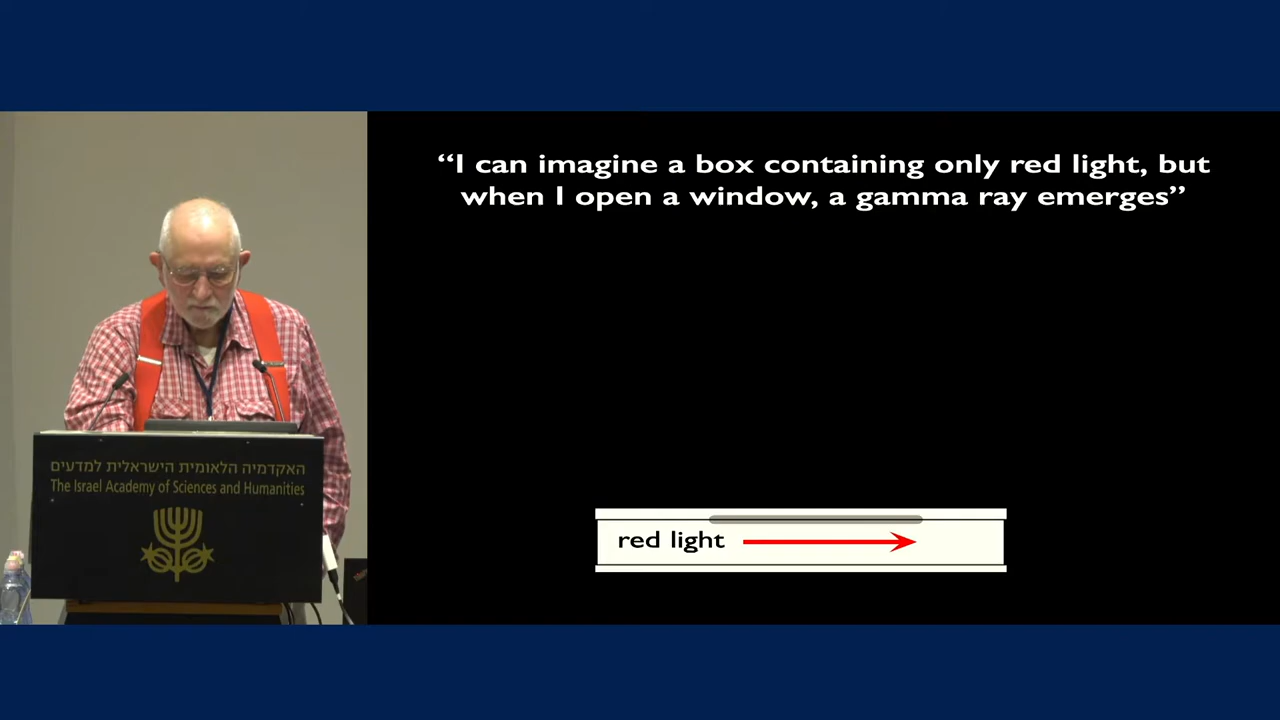 “I can imagine a box containing only red light, but
when I open a window, a gamma ray emerges”
red light
האקדמיה הלאומית הישראלית למדעים
The Israel Academy of Sciences and Humanities